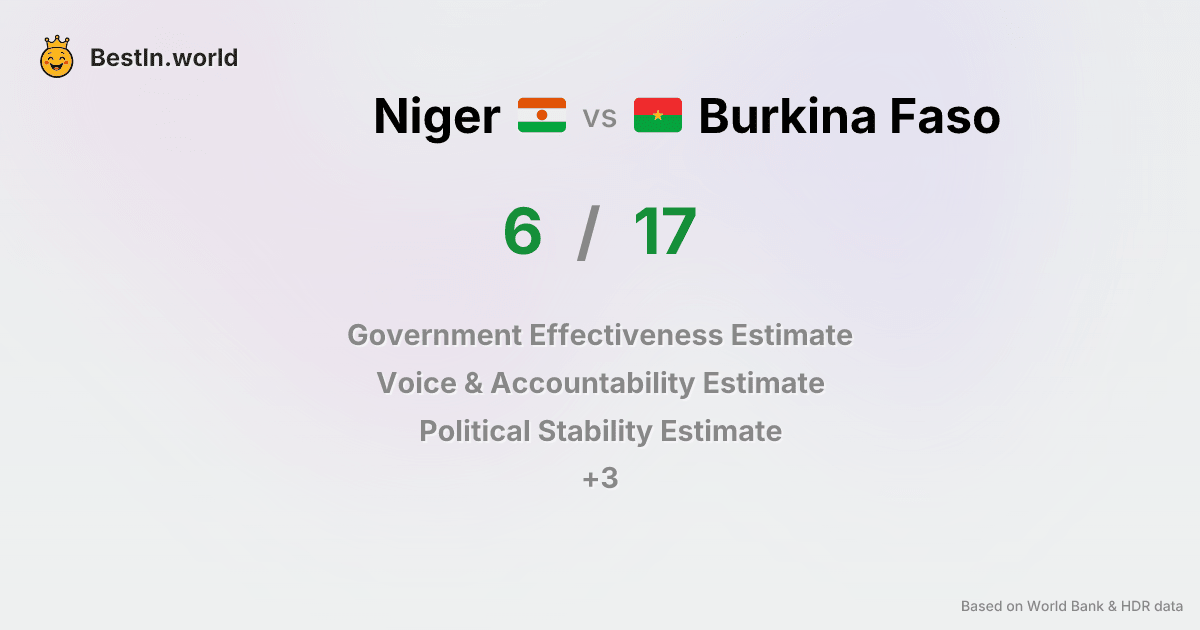 BestIn.world
Niger vs Burkina Faso
6 / 17
Government Effectiveness Estimate
Voice & Accountability Estimate
Political Stability Estimate
+3
Based on World Bank & HDR data